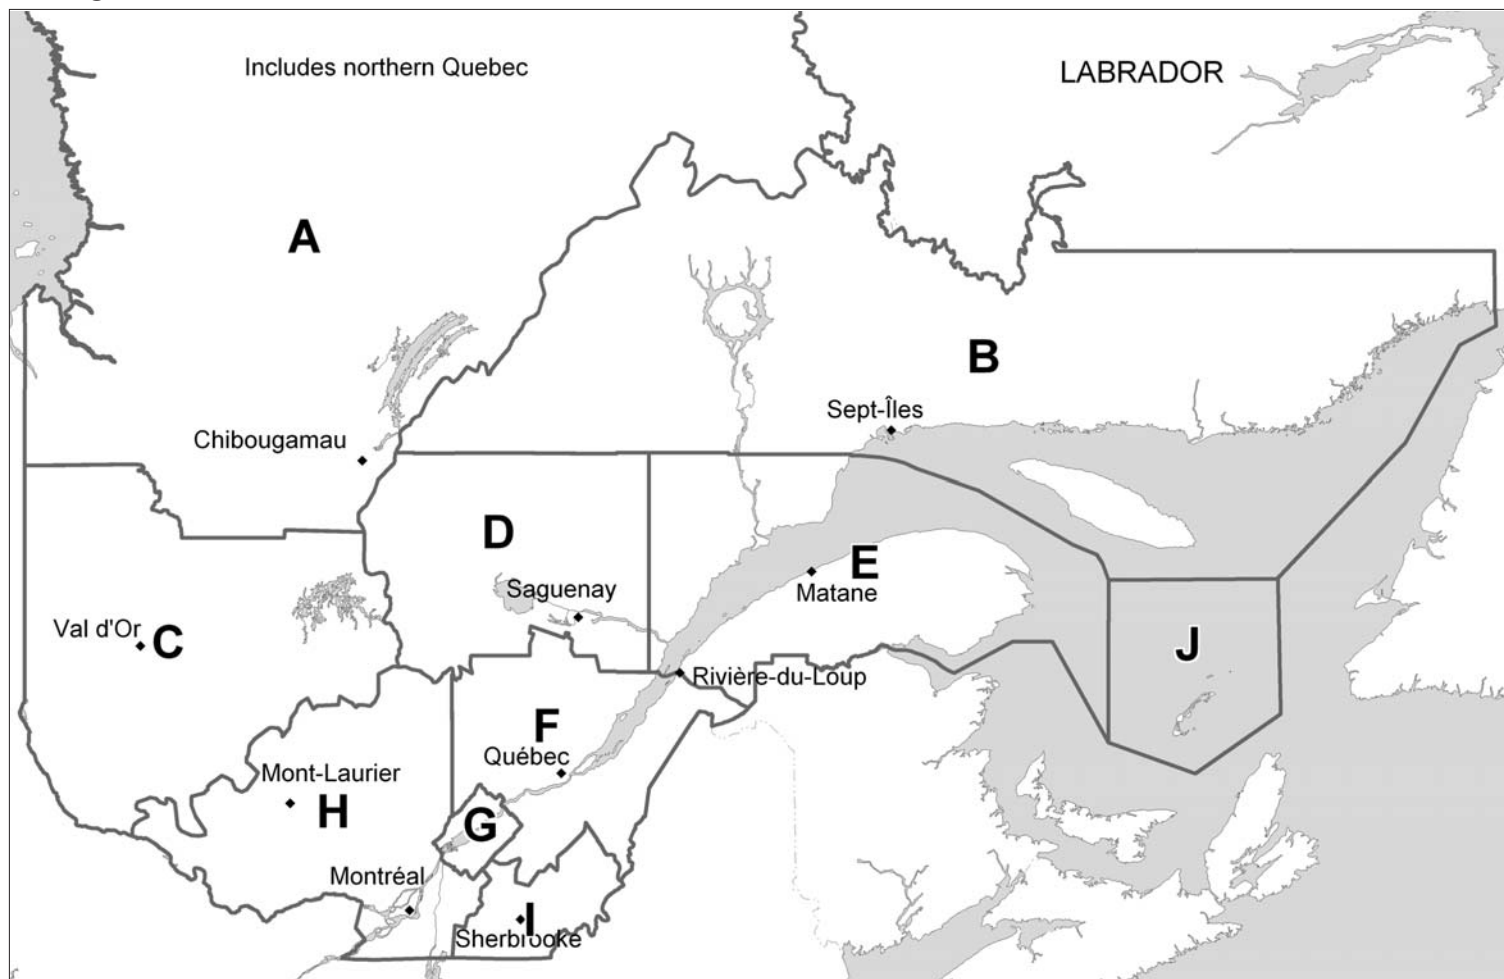 Includes northern Quebec
LABRADOR
A
B
Sept-Îles
Chibougamau
D
E
Saguenay
Matane
Val d'Or
C
J
Rivière-du-Loup
F
Québec
Mont-Laurier
H
G
Montréal
I
Sherbrooke